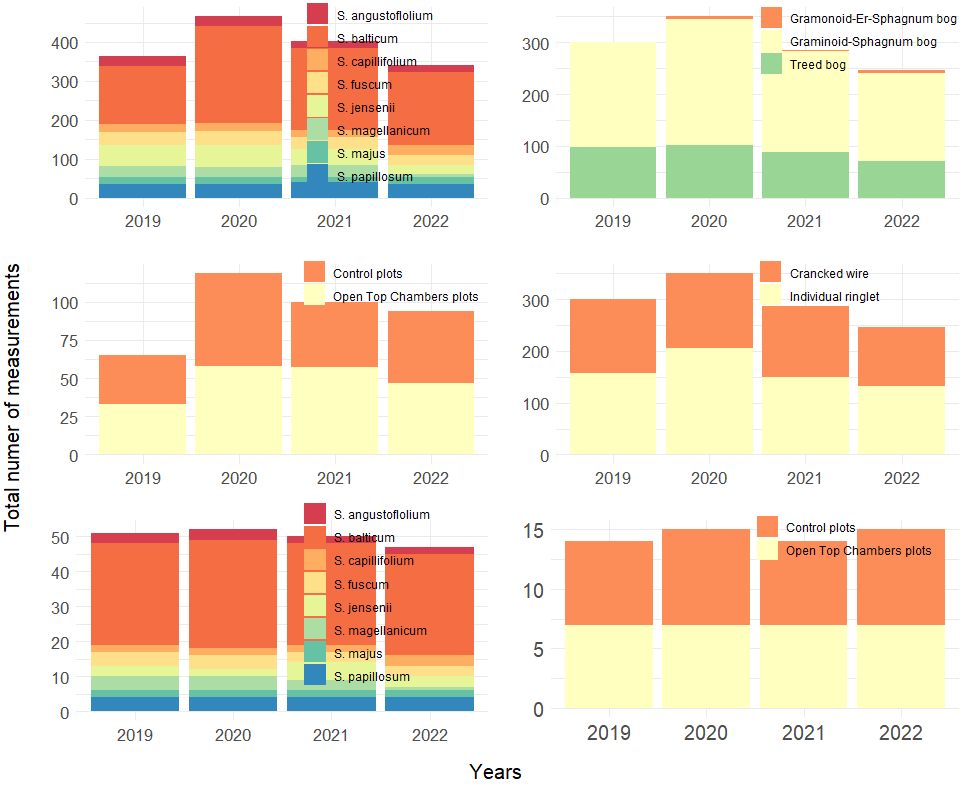 S. angustoflolium
S. balticum
S. capillifolium
S. fuscum
S. jensenii
S. magellanicum
S. majus
S. papillosum
400
300
200
100
0
2019 2020 2021 2022
Gramonoid-Er-Sphagnum bog
Graminoid-Sphagnum bog
Treed bog
300
200
100
0
2019 2020 2021 2022
Total numer of measurements
Control plots
Open Top Chambers plots
100
75
50
25
0
2019 2020 2021 2022
Crancked wire
Individual ringlet
300
200
100
0
2019 2020 2021 2022
S. angustoflolium
S. balticum
S. capillifolium
S. fuscum
S. jensenii
S. magellanicum
S. majus
S. papillosum
50
40
30
20
10
0
2019 2020 2021 2022
Control plots
Open Top Chambers plots
15
10
5
0
2019 2020 2021 2022
Years